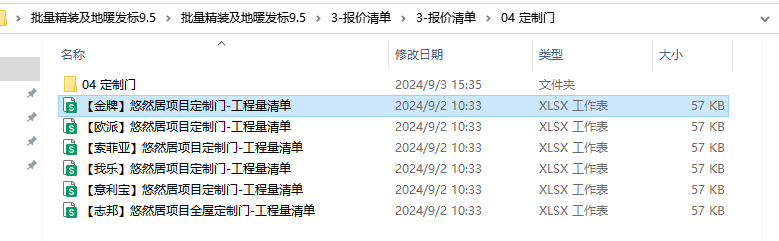 批量精装及地暖发标9.5 > 批量精装及地暖发标9.5 > 3-报价清单 > 3-报价清单 > 04 定制门
名称 修改日期 类型 大小
04 定制门 2024/9/3 15:35 文件夹
【金牌】悠然居项目定制门-工程量清单 2024/9/2 10:33 XLSX 工作表 57 KB
【欧派】悠然居项目定制门-工程量清单 2024/9/2 10:33 XLSX 工作表 57 KB
【索菲亚】悠然居项目定制门-工程量清单 2024/9/2 10:33 XLSX 工作表 57 KB
【我乐】悠然居项目定制门-工程量清单 2024/9/2 10:33 XLSX 工作表 57 KB
【意利宝】悠然居项目定制门-工程量清单 2024/9/2 10:33 XLSX 工作表 57 KB
【志邦】悠然居项目全屋定制门-工程量清单 2024/9/2 10:33 XLSX 工作表 57 KB